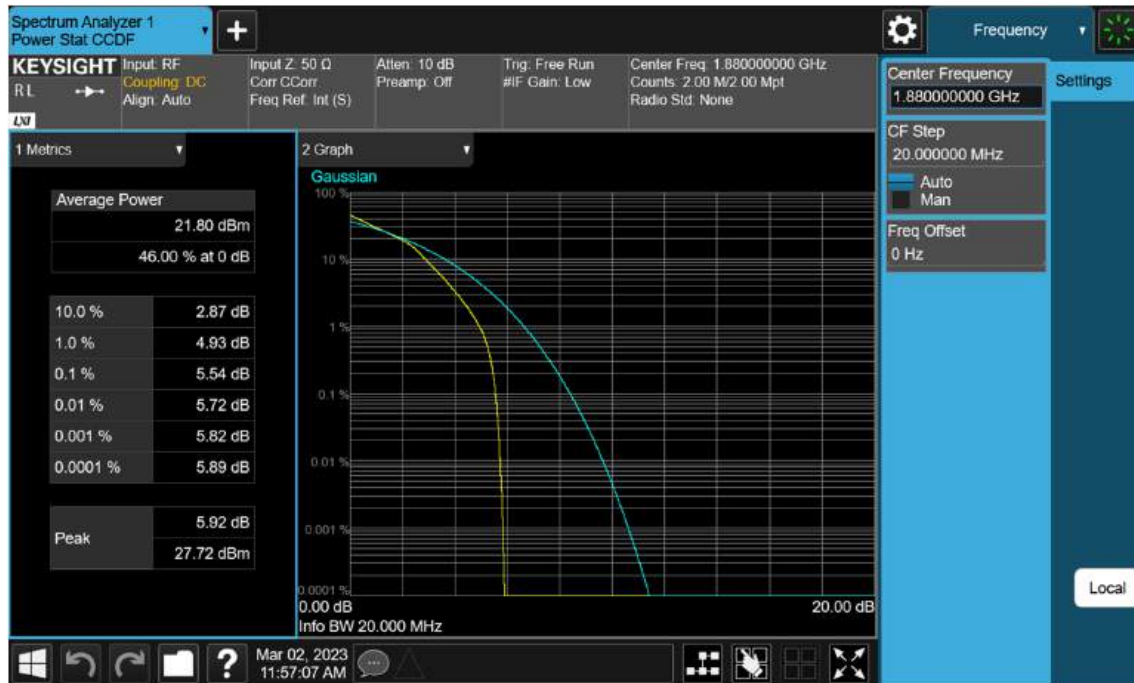 Spectrum Analyzer 1
Power Stat CCDF
+
Frequency
KEYSIGHT
RL
LXI
Input: RF
Coupling: DC
Align: Auto
Input Z: 50 Ω
Corr CCorr
Freq Ref: Int (S)
Atten: 10 dB
Preamp: Off
Trig: Free Run
#IF Gain: Low
Center Freq: 1.880000000 GHz
Counts: 2.00 M/2.00 Mpt
Radio Std: None
Center Frequency
1.880000000 GHz
Settings
CF Step
20.000000 MHz
Auto
Man
Freq Offset
0 Hz
Local
1 Metrics
Average Power
21.80 dBm
46.00 % at 0 dB
10.0 % 2.87 dB
1.0 % 4.93 dB
0.1 % 5.54 dB
0.01 % 5.72 dB
0.001 % 5.82 dB
0.0001 % 5.89 dB
Peak
5.92 dB
27.72 dBm
2 Graph
Gaussian
100 %
10 %
1 %
0.1 %
0.01 %
0.001 %
0.0001 %
0.00 dB 20.00 dB
Info BW 20.000 MHz
?
Mar 02, 2023
11:57:07 AM